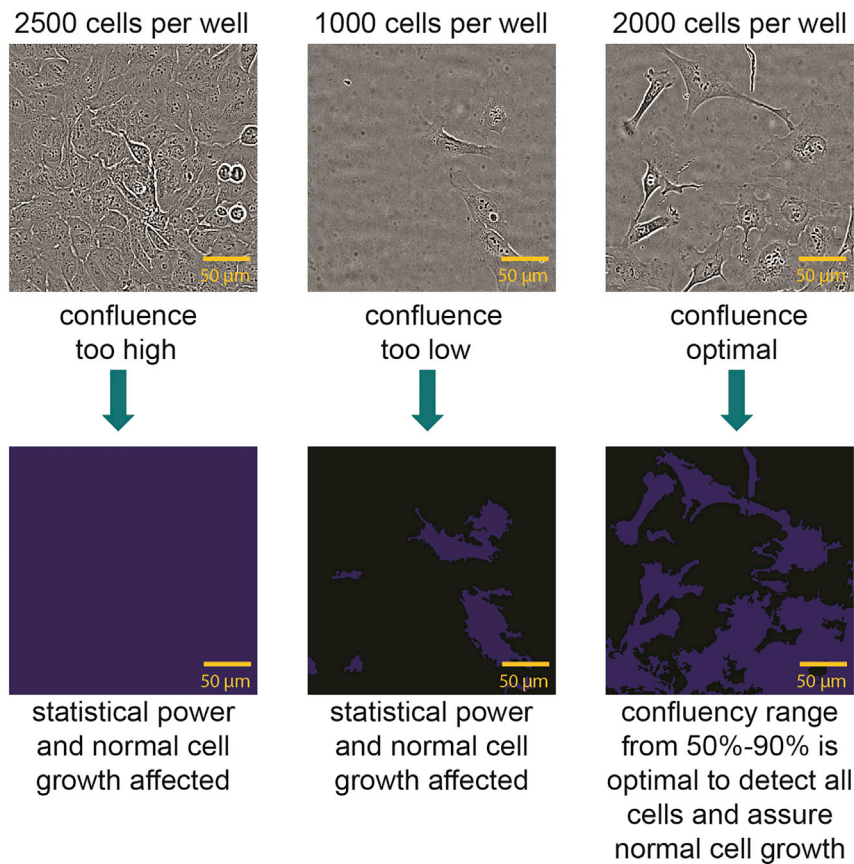 2500 cells per well
1000 cells per well
2000 cells per well
50 µm
50 µm
50 µm
confluence
too high
confluence
too low
confluence
optimal
50 µm
50 µm
50 µm
statistical power
and normal cell
growth affected
statistical power
and normal cell
growth affected
confluency range
from 50%-90% is
optimal to detect all
cells and assure
normal cell growth